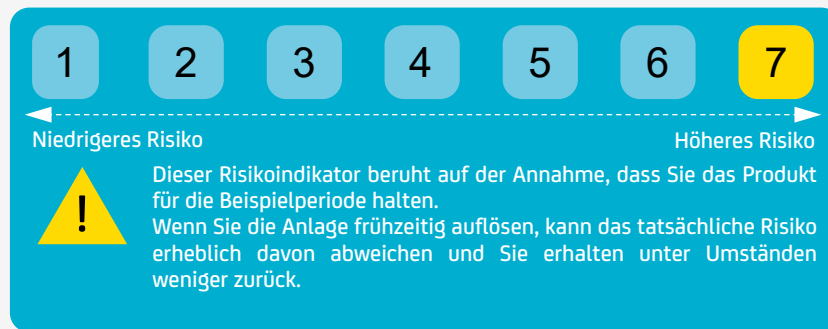 1 2 3 4 5 6 7
Niedrigeres Risiko Höheres Risiko
Dieser Risikoindikator beruht auf der Annahme, dass Sie das Produkt
für die Beispielperiode halten.
Wenn Sie die Anlage frühzeitig auflösen, kann das tatsächliche Risiko
erheblich davon abweichen und Sie erhalten unter Umständen
weniger zurück.
!